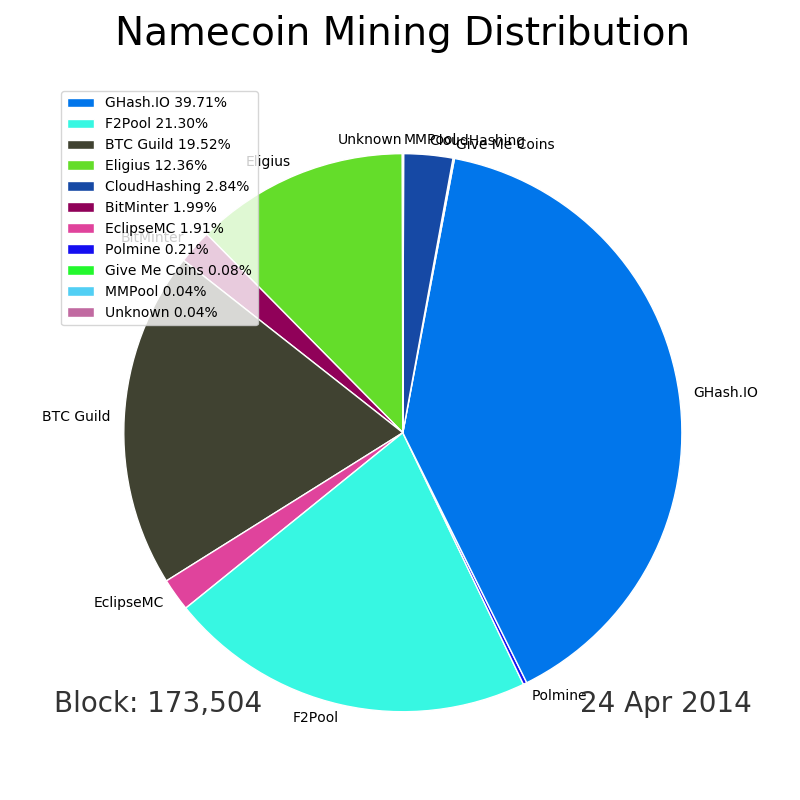 Namecoin Mining Distribution
GHash.IO 39.71%
F2Pool 21.30%
BTC Guild 19.52%
Eligius 12.36%
CloudHashing 2.84%
BitMinter 1.99%
EclipseMC 1.91%
Polmine 0.21%
Give Me Coins 0.08%
MMPool 0.04%
Unknown 0.04%
Unknown
MMPool
CloudHashing
Give Me Coins
Eligius
BitMinter
GHash.IO
BTC Guild
EclipseMC
Polmine
F2Pool
Block: 173,504
24 Apr 2014